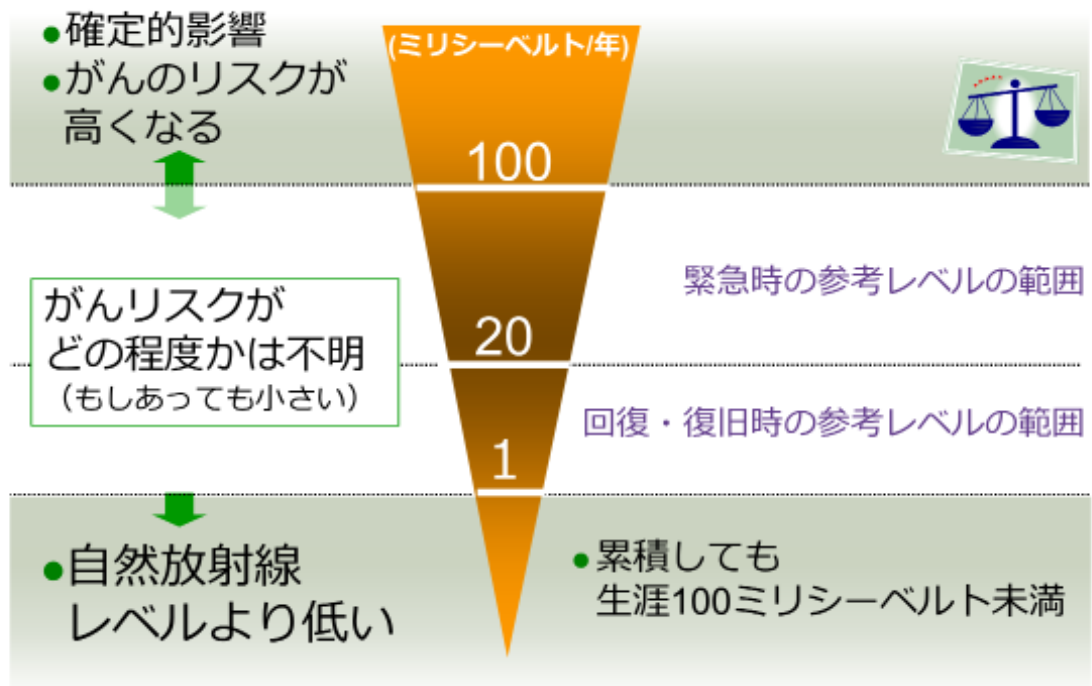 ●確定的影響
●がんのリスクが
高くなる
(ミリシーベルト/年)
100
緊急時の参考レベルの範囲
がんリスクが
どの程度かは不明
（もしあっても小さい）
20
回復・復旧時の参考レベルの範囲
1
●自然放射線
レベルより低い
●累積しても
生涯100ミリシーベルト未満